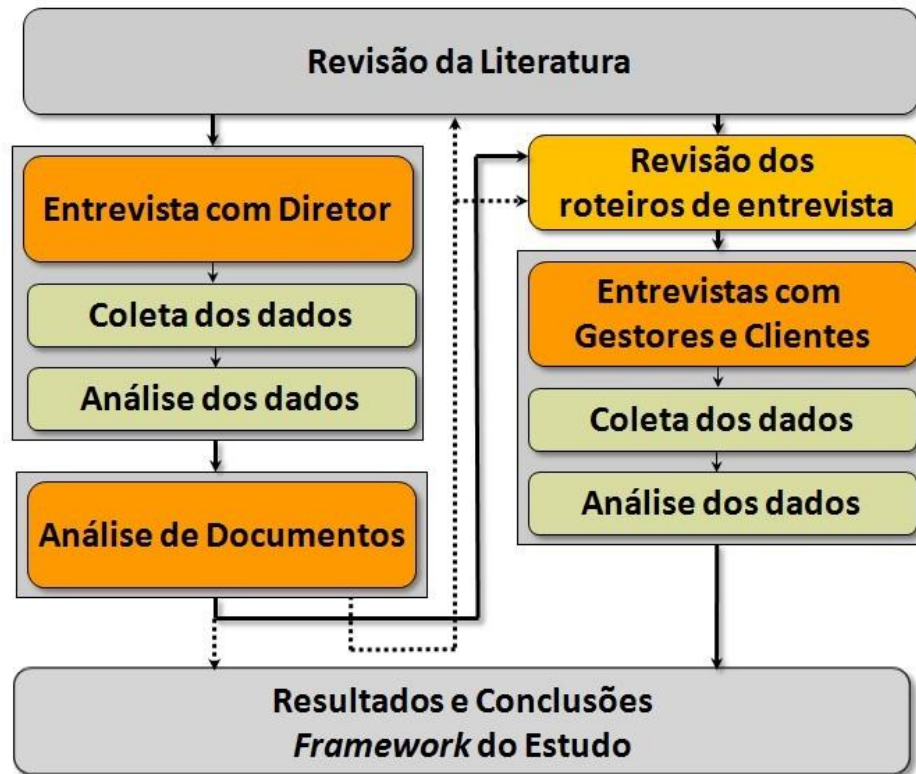 Revisão da Literatura
Entrevista com Diretor
Coleta dos dados
Análise dos dados
Análise de Documentos
Revisão dos
roteiros de entrevista
Entrevistas com
Gestores e Clientes
Coleta dos dados
Análise dos dados
Resultados e Conclusões
Framework do Estudo